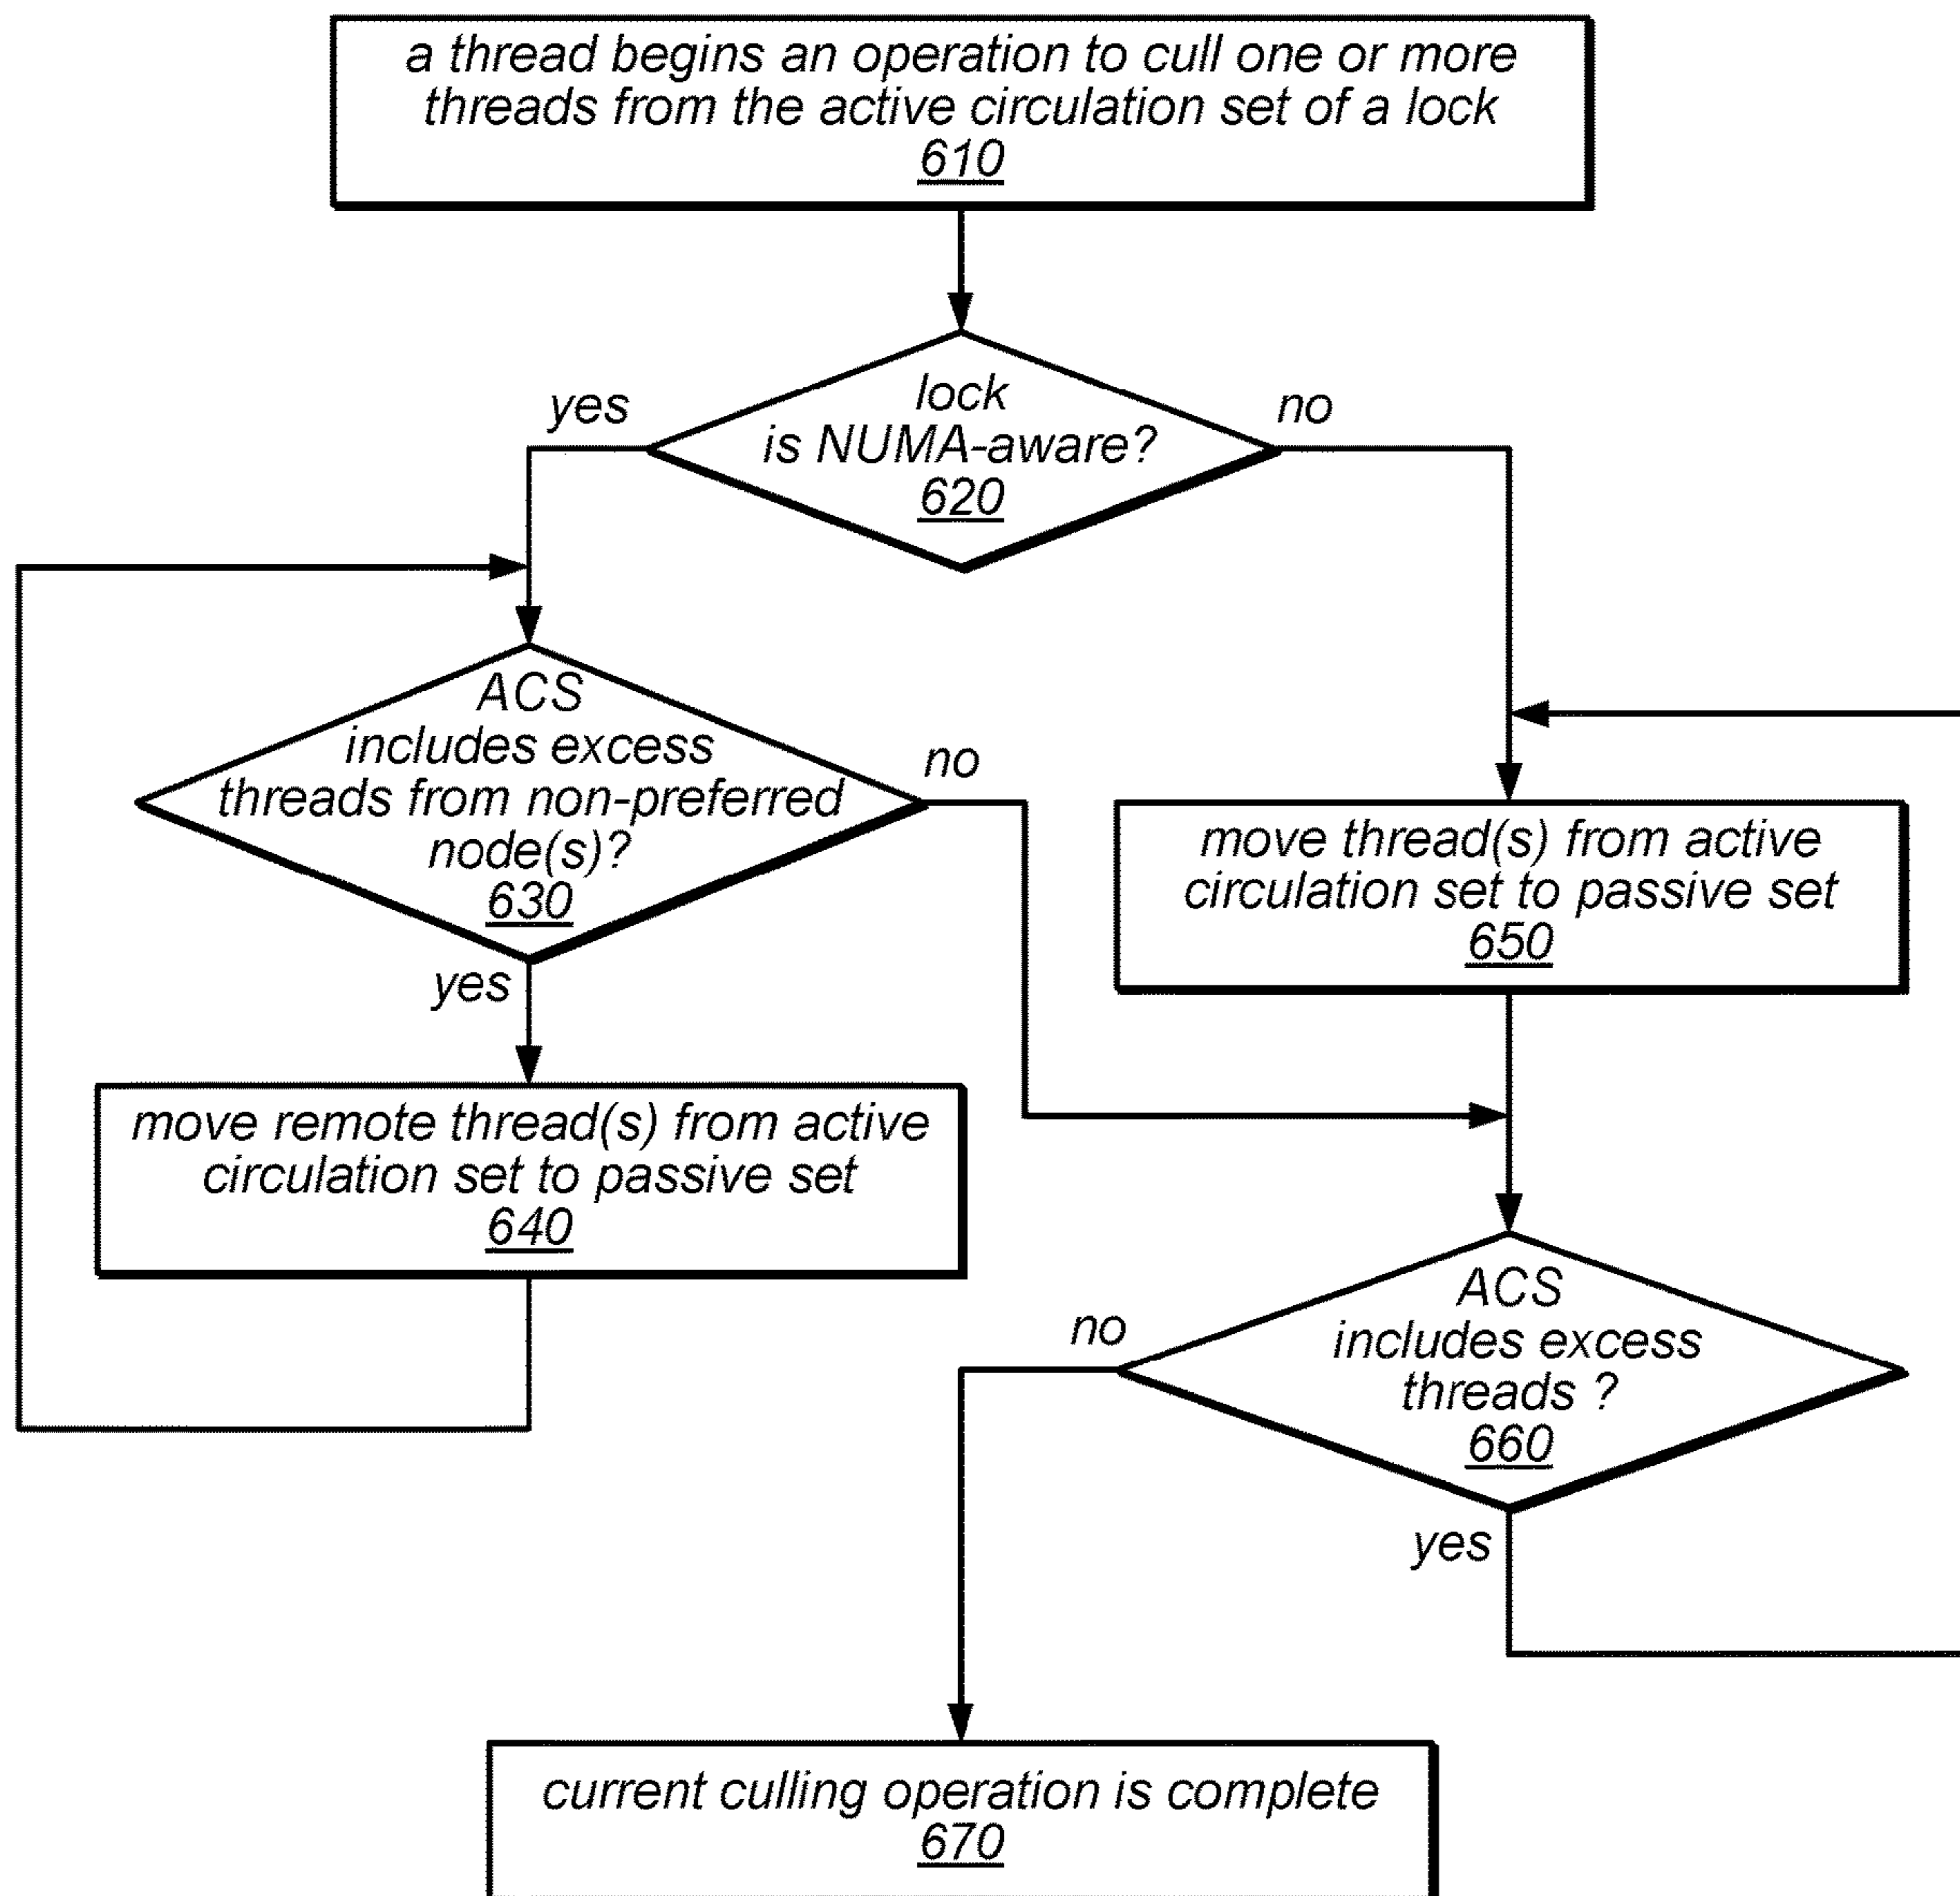 a thread begins an operation to cull one or more
threads from the active circulation set of a lock
610
lock
is NUMA-aware?
620
yes
no
ACS
includes excess
threads from non-preferred
node(s)?
630
no
yes
move remote thread(s) from active
circulation set to passive set
640
move thread(s) from active
circulation set to passive set
650
ACS
includes excess
threads ?
660
no
yes
current culling operation is complete
670